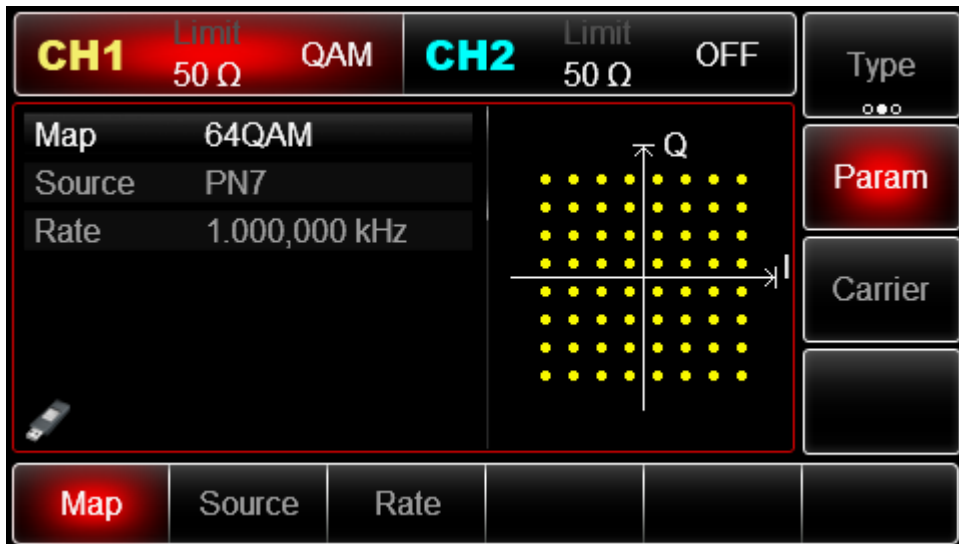 CH1 Limit 50 Ω QAM
CH2 Limit 50 Ω OFF
Type
Map 64QAM
Source PN7
Rate 1.000,000 kHz
Q
I
Param
Carrier
Map Source Rate